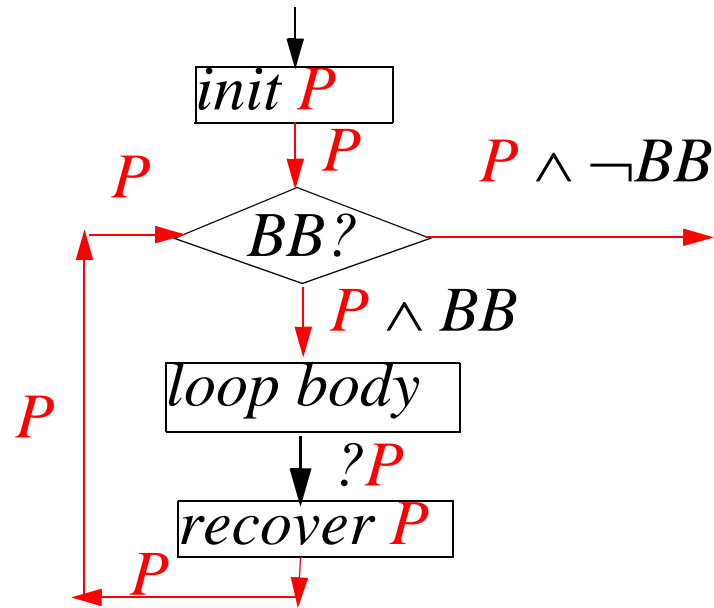 init P
P
P
P ∧ ¬BB
BB?
P ∧ BB
loop body
P
?P
recover P
P